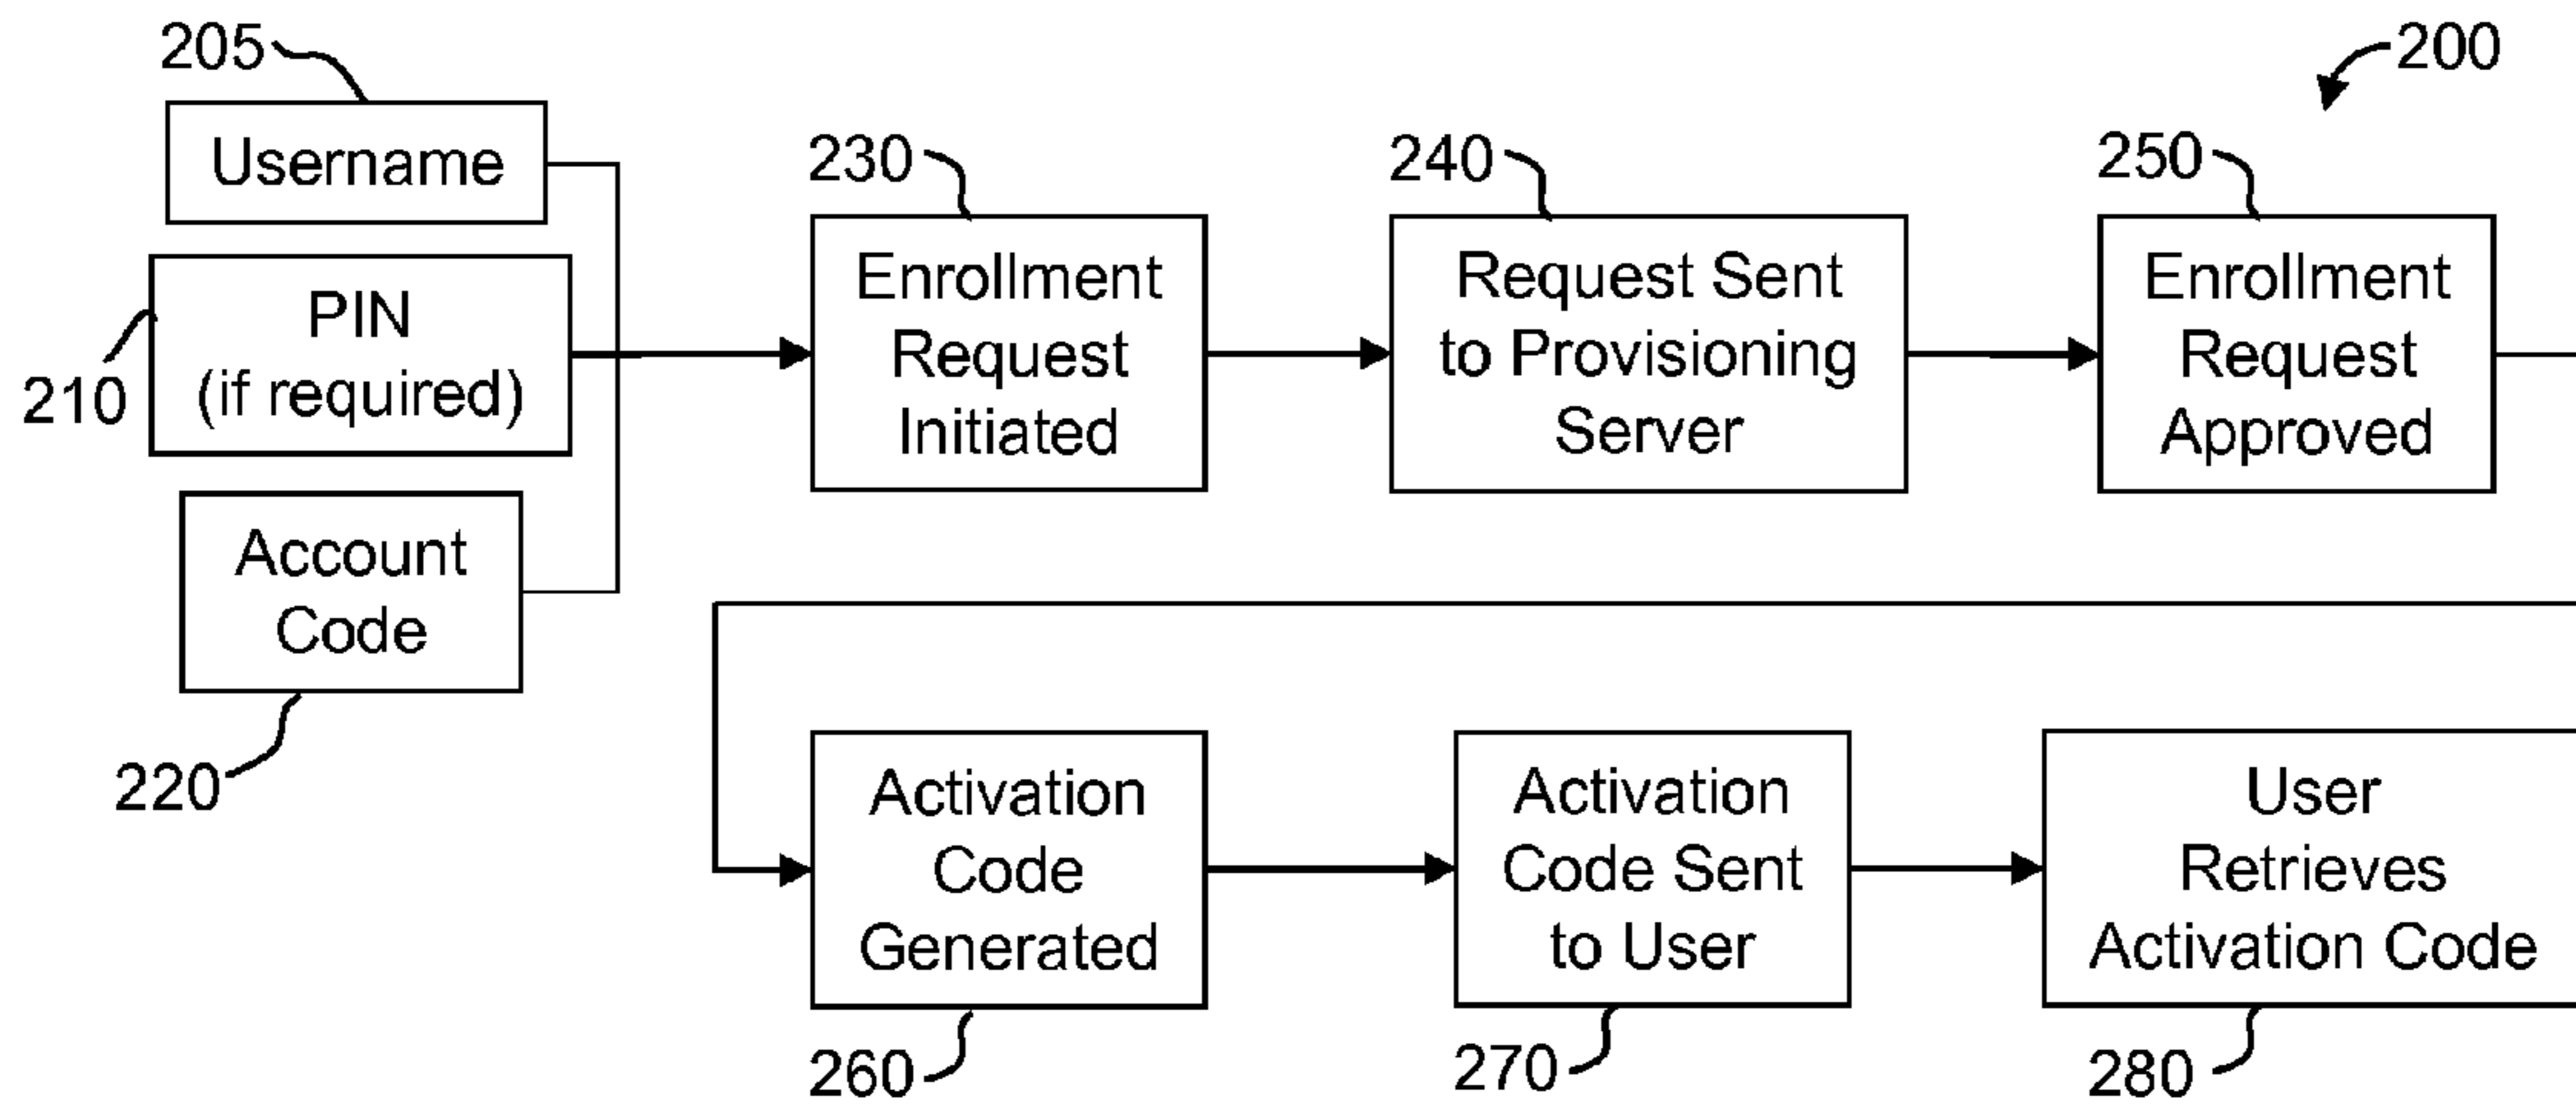 205
Username
210
PIN
(if required)
Account
Code
220
200
230
Enrollment
Request
Initiated
240
Request Sent
to Provisioning
Server
250
Enrollment
Request
Approved
Activation
Code
Generated
260
Activation
Code Sent
to User
270
User
Retrieves
Activation Code
280